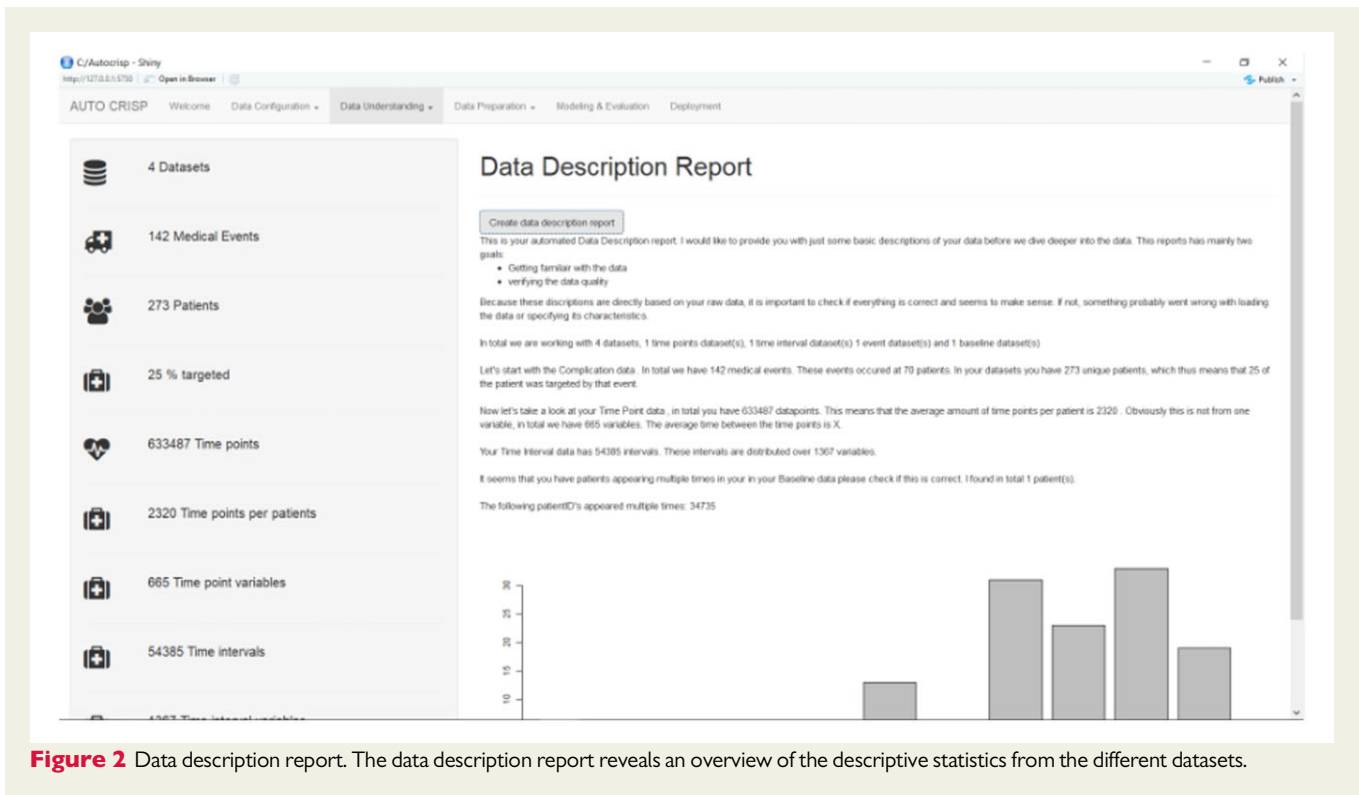 C:/Autocrisp - Shiny
Open in Browser
Publish
AUTO CRISP Welcome Data Configuration Data Understanding Data Preparation Modeling & Evaluation Deployment
4 Datasets
142 Medical Events
273 Patients
25 % targeted
633487 Time points
2320 Time points per patients
665 Time point variables
54385 Time intervals
1367 Time interval variables
Data Description Report
Create data description report
This is your automated Data Description report. I would like to provide you with just some basic descriptions of your data before we dive deeper into the data. This reports has mainly two
goals:
• Getting familair with the data
• verifying the data quality
Because these discriptions are directly based on your raw data, it is important to check if everything is correct and seems to make sense. If not, something probably went wrong with loading
the data or specifying its characteristics.
In total we are working with 4 datasets, 1 time points dataset(s), 1 time interval dataset(s) 1 event dataset(s) and 1 baseline dataset(s)
Let's start with the Complication data . In total we have 142 medical events. These events occured at 70 patients. In your datasets you have 273 unique patients, which thus means that 25 of
the patient was targeted by that event.
Now let's take a look at your Time Point data , in total you have 633487 datapoints. This means that the average amount of time points per patient is 2320 . Obviously this is not from one
variable, in total we have 665 variables. The average time between the time points is X.
Your Time Interval data has 54385 intervals. These intervals are distributed over 1367 variables.
It seems that you have patients appearing multiple times in your in your Baseline data please check if this is correct. I found in total 1 patient(s).
The following patientID's appeared multiple times: 34735
30
25
20
15
10
Figure 2 Data description report. The data description report reveals an overview of the descriptive statistics from the different datasets.